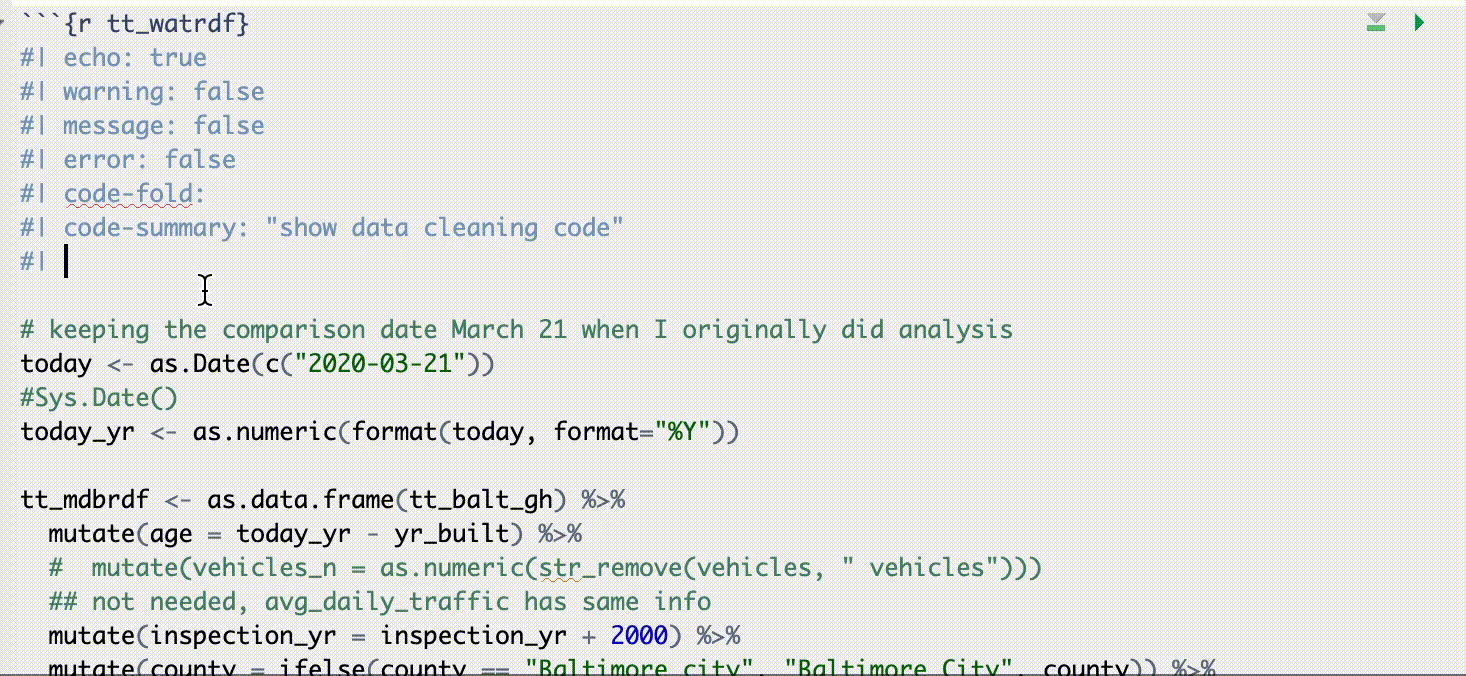 ```{r tt_watrdf}
#| echo: true
#| warning: false
#| message: false
#| error: false
#| code-fold:
#| code-summary: "show data cleaning code"
#|
# keeping the comparison date March 21 when I originally did analysis
today <- as.Date(c("2020-03-21"))
#Sys.Date()
today_yr <- as.numeric(format(today, format="%Y"))
tt_mdbrdf <- as.data.frame(tt_balt_gh) %>%
  mutate(age = today_yr - yr_built) %>%
  #  mutate(vehicles_n = as.numeric(str_remove(vehicles, " vehicles")))
  ## not needed, avg_daily_traffic has same info
  mutate(inspection_yr = inspection_yr + 2000) %>%
  mutate(county = ifelse(county == "Baltimore city", "Baltimore City", county)) %>%